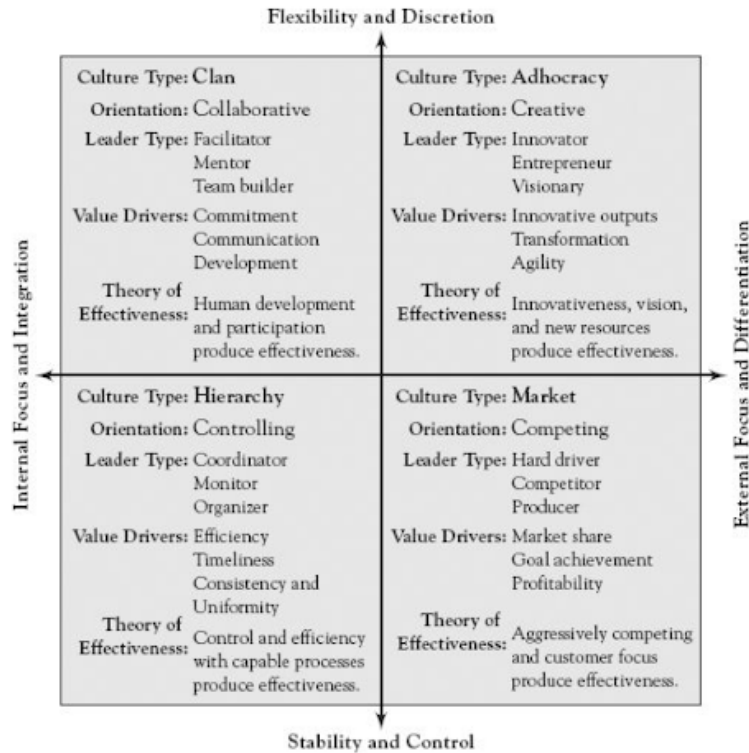 Flexibility and Discretion
Culture Type: Clan
Orientation: Collaborative
Leader Type: Facilitator
Mentor
Team builder
Value Drivers: Commitment
Communication
Development
Theory of
Effectiveness: Human development
and participation
produce effectiveness.
Culture Type: Adhocracy
Orientation: Creative
Leader Type: Innovator
Entrepreneur
Visionary
Value Drivers: Innovative outputs
Transformation
Agility
Theory of
Effectiveness: Innovativeness, vision,
and new resources
produce effectiveness.
Internal Focus and Integration
External Focus and Differentiation
Culture Type: Hierarchy
Orientation: Controlling
Leader Type: Coordinator
Monitor
Organizer
Value Drivers: Efficiency
Timeliness
Consistency and
Uniformity
Theory of
Effectiveness: Control and efficiency
with capable processes
produce effectiveness.
Culture Type: Market
Orientation: Competing
Leader Type: Hard driver
Competitor
Producer
Value Drivers: Market share
Goal achievement
Profitability
Theory of
Effectiveness: Aggressively competing
and customer focus
produce effectiveness.
Stability and Control